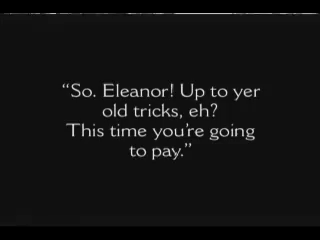 “So. Eleanor! Up to yer
old tricks, eh?
This time you’re going
to pay.”